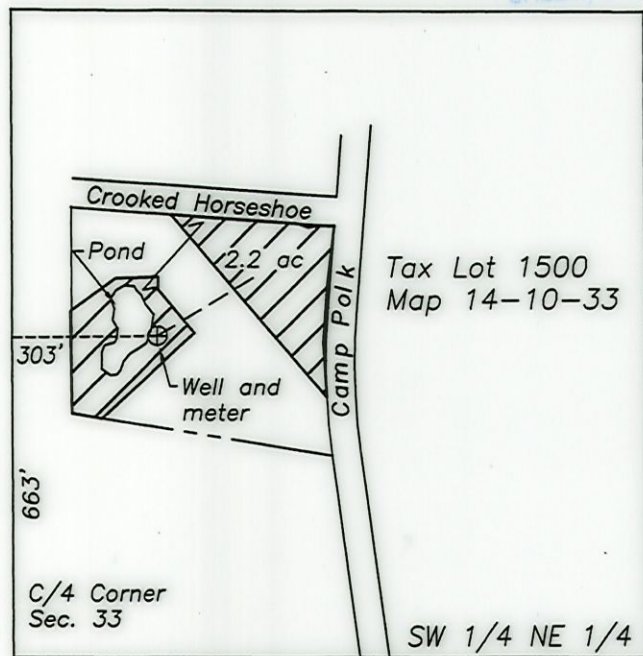 Crooked Horseshoe
Pond
2.2 ac
Camp Polk
Tax Lot 1500
Map 14-10-33
303'
Well and
meter
663'
C/4 Corner
Sec. 33
SW 1/4 NE 1/4